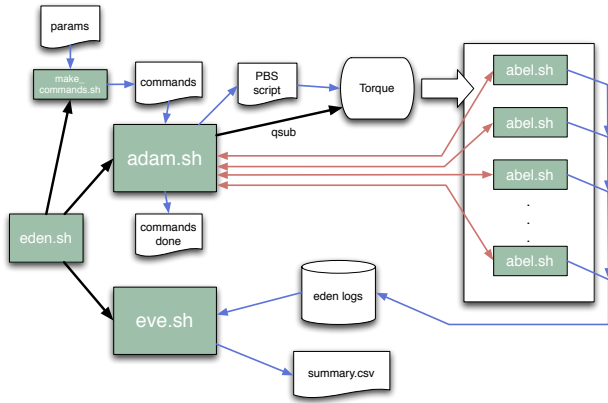 params
make_
commands.sh
commands
PBS
script
Torque
abel.sh
qsub
adam.sh
abel.sh
abel.sh
.
.
.
.
abel.sh
eden.sh
commands
done
eve.sh
eden logs
summary.csv